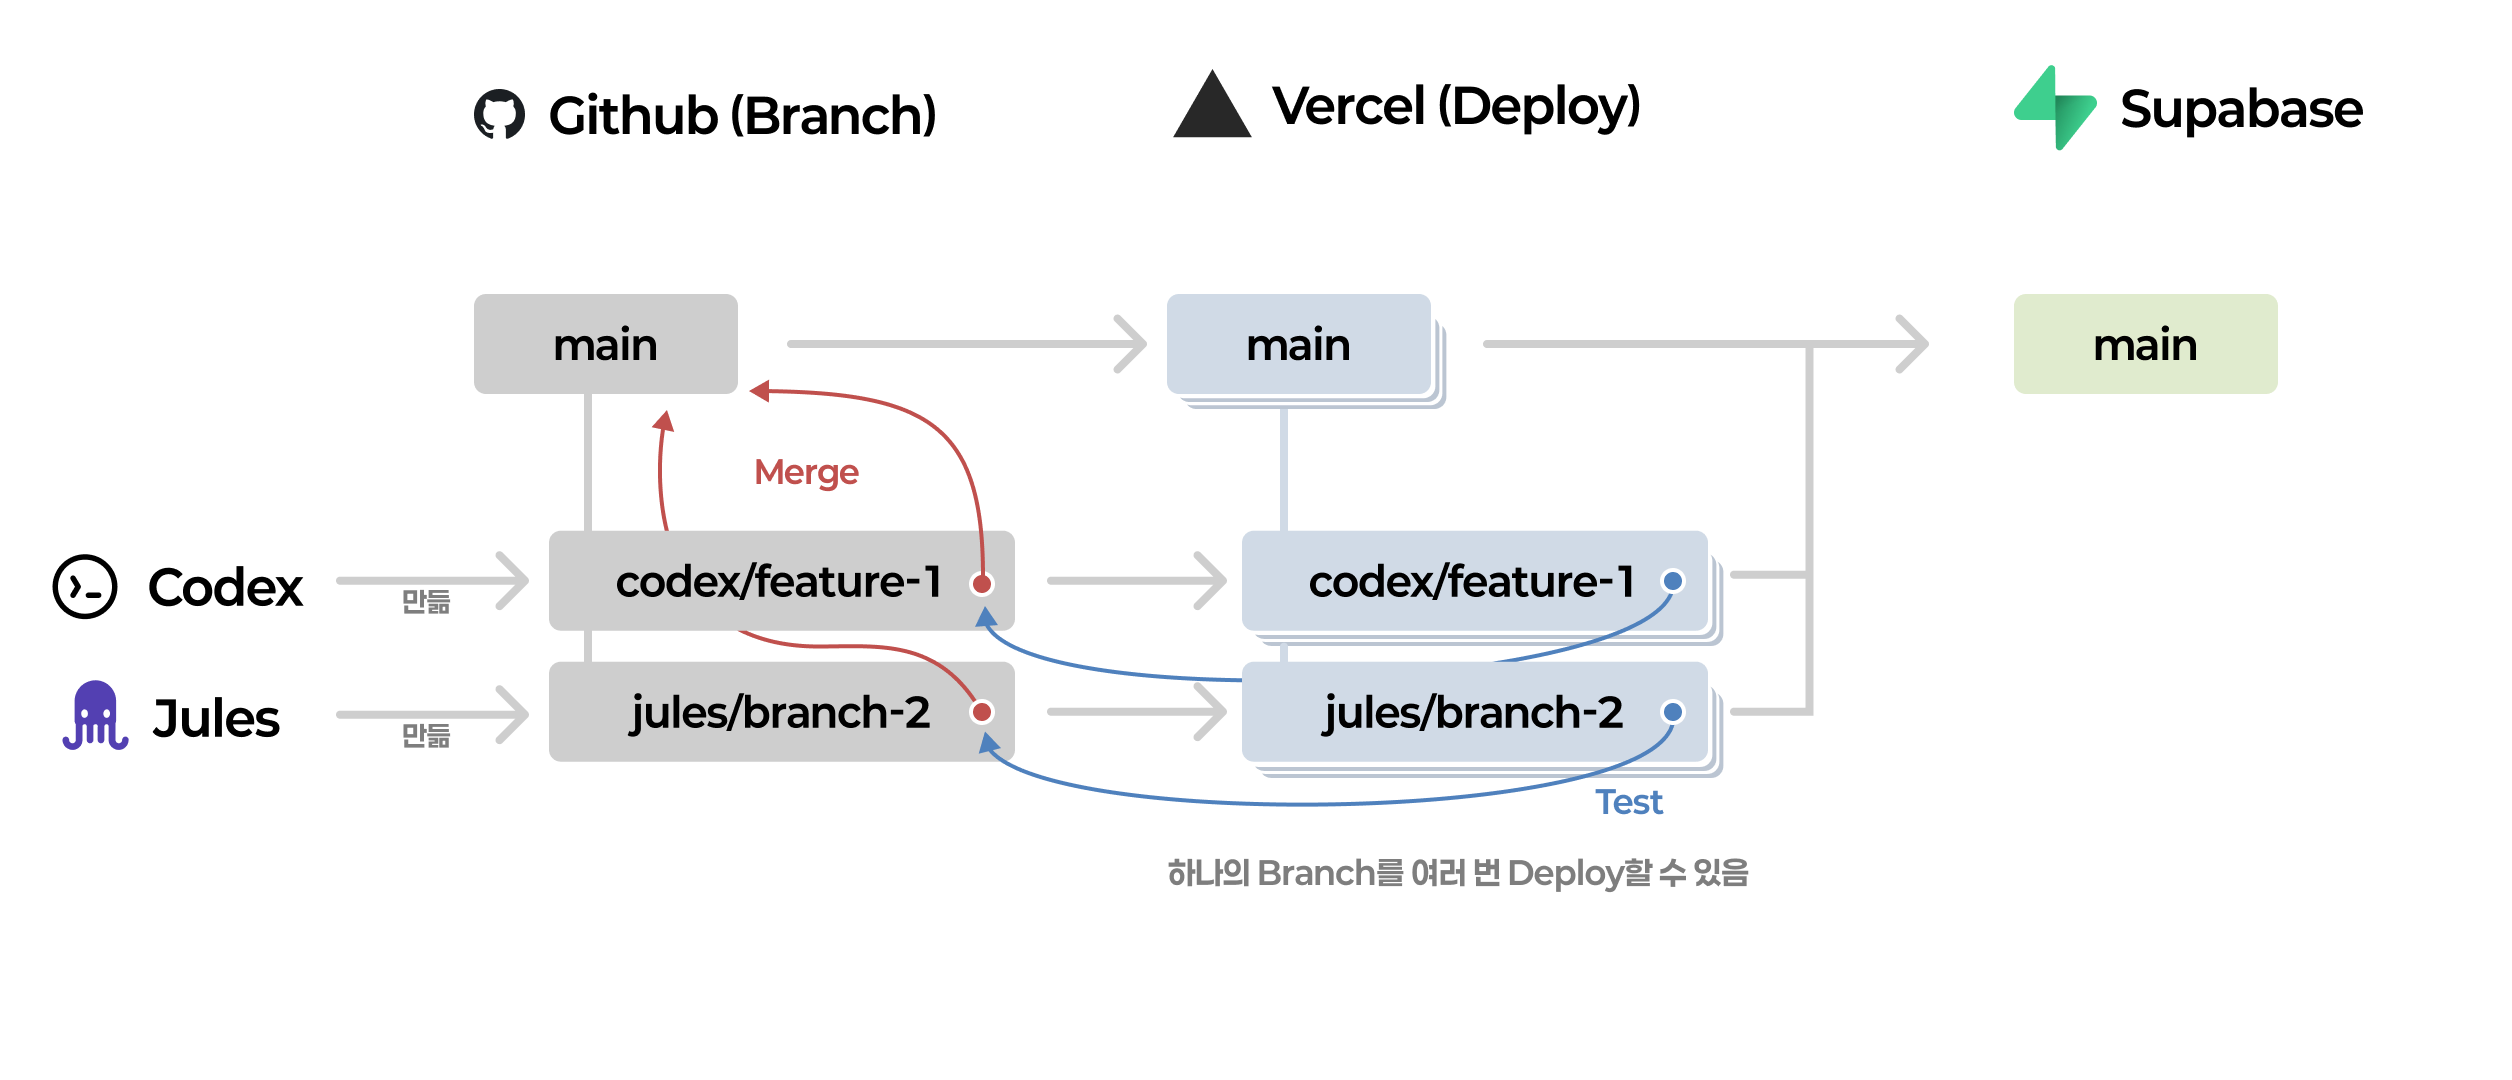 Github (Branch)
Vercel (Deploy)
Supabase
main
main
main
Merge
Codex
만듦
codex/feature-1
codex/feature-1
Jules
만듦
jules/branch-2
jule/branch-2
Test
하나의 Branch를 여러 번 Deploy할 수 있음